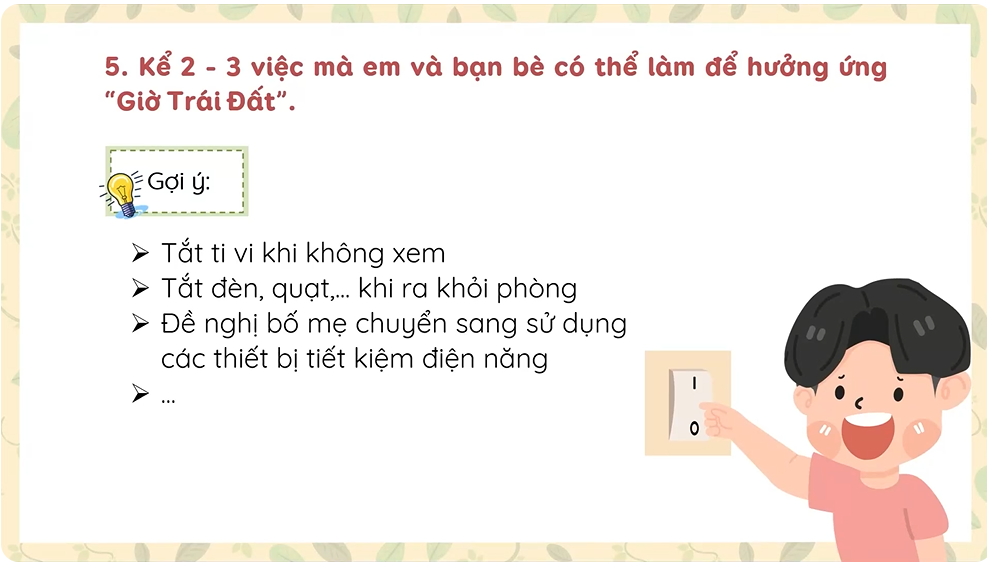 5. Kể 2 - 3 việc mà em và bạn bè có thể làm để hưởng ứng
“Giờ Trái Đất”.
Gợi ý:
➢ Tắt ti vi khi không xem
➢ Tắt đèn, quạt,... khi ra khỏi phòng
➢ Đề nghị bố mẹ chuyển sang sử dụng
các thiết bị tiết kiệm điện năng
➢ ...
I
O